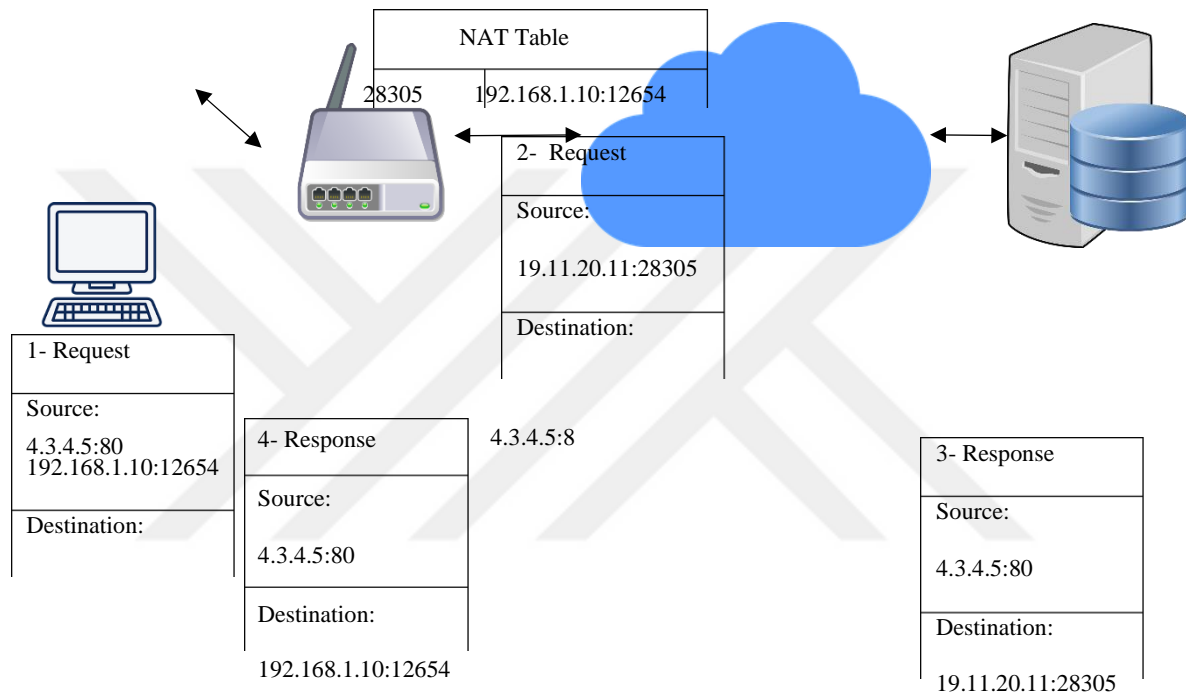 NAT Table
28305 192.168.1.10:12654
2- Request
Source:
19.11.20.11:28305
Destination:
4.3.4.5:8
1- Request
Source:
4.3.4.5:80
192.168.1.10:12654
Destination:
4- Response
Source:
4.3.4.5:80
Destination:
192.168.1.10:12654
3- Response
Source:
4.3.4.5:80
Destination:
19.11.20.11:28305